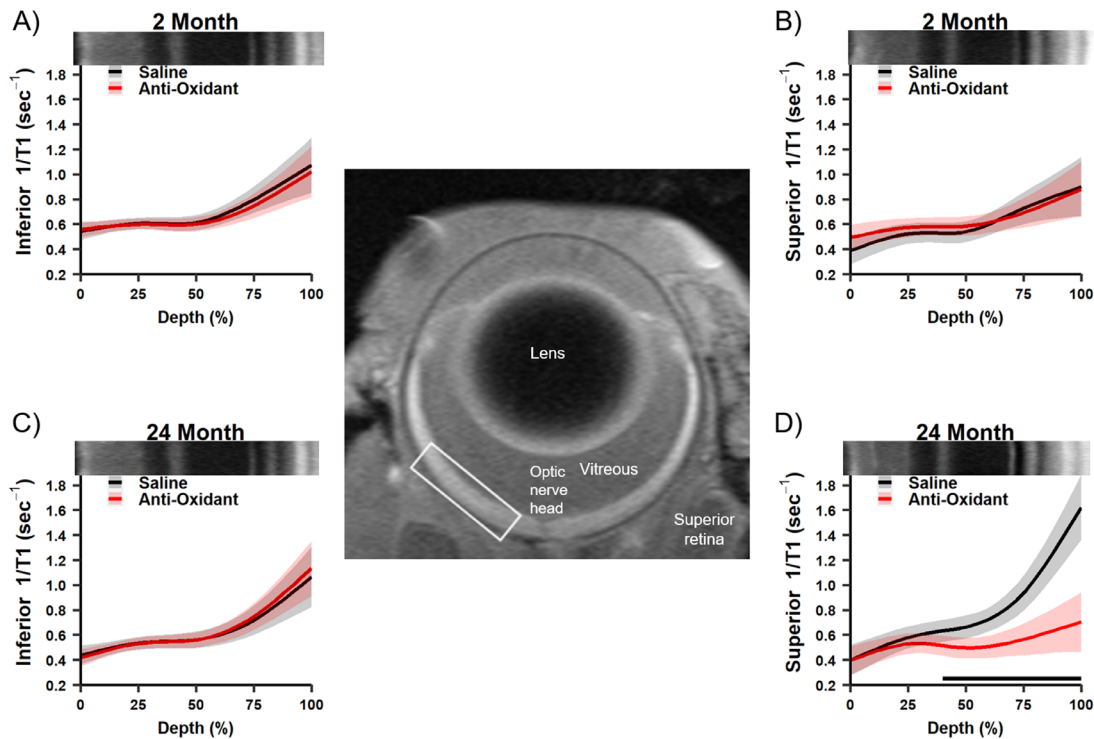 A)
2 Month
Saline
Anti-Oxidant
Inferior 1/T1 (sec⁻¹)
1.8
1.6
1.4
1.2
1.0
0.8
0.6
0.4
0.2
0 25 50 75 100
Depth (%)
B)
2 Month
Saline
Anti-Oxidant
Superior 1/T1 (sec⁻¹)
1.8
1.6
1.4
1.2
1.0
0.8
0.6
0.4
0.2
0 25 50 75 100
Depth (%)
Lens
Optic
nerve
head
Vitreous
Superior
retina
C)
24 Month
Saline
Anti-Oxidant
Inferior 1/T1 (sec⁻¹)
1.8
1.6
1.4
1.2
1.0
0.8
0.6
0.4
0.2
0 25 50 75 100
Depth (%)
D)
24 Month
Saline
Anti-Oxidant
Superior 1/T1 (sec⁻¹)
1.8
1.6
1.4
1.2
1.0
0.8
0.6
0.4
0.2
0 25 50 75 100
Depth (%)